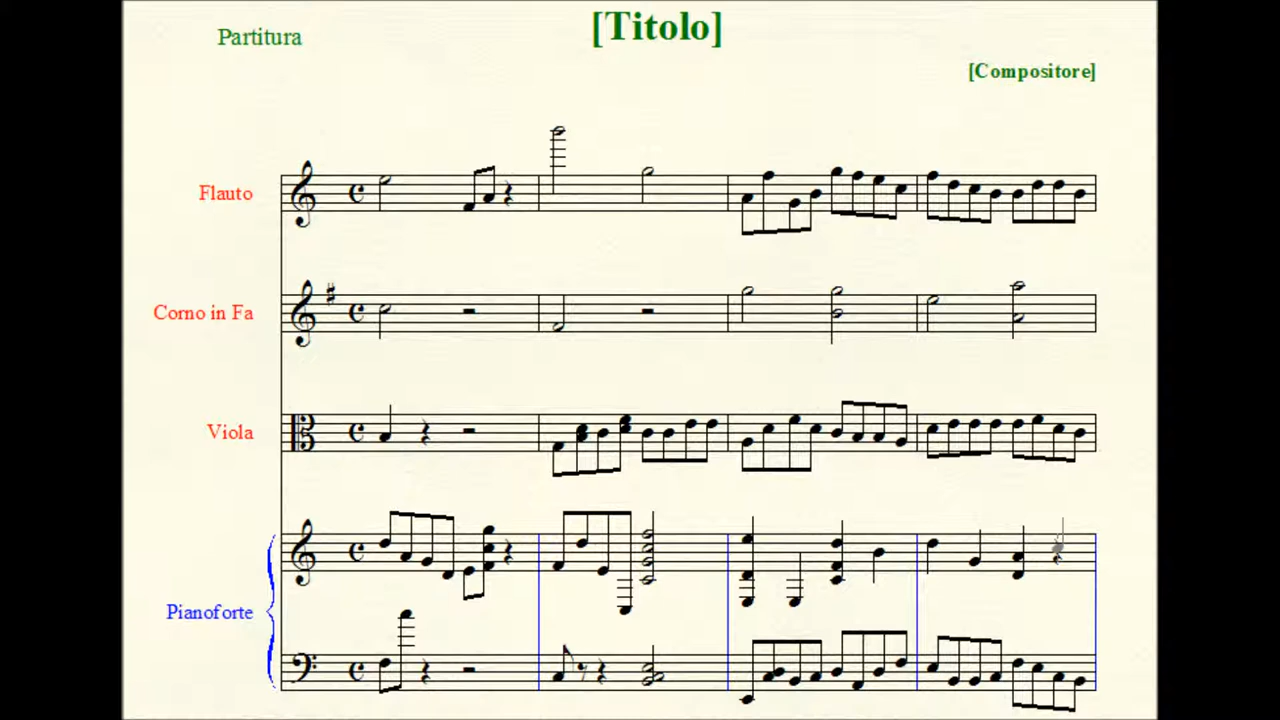 [Titolo]
Partitura
[Compositore]
Flauto
Corno in Fa
Viola
Pianoforte